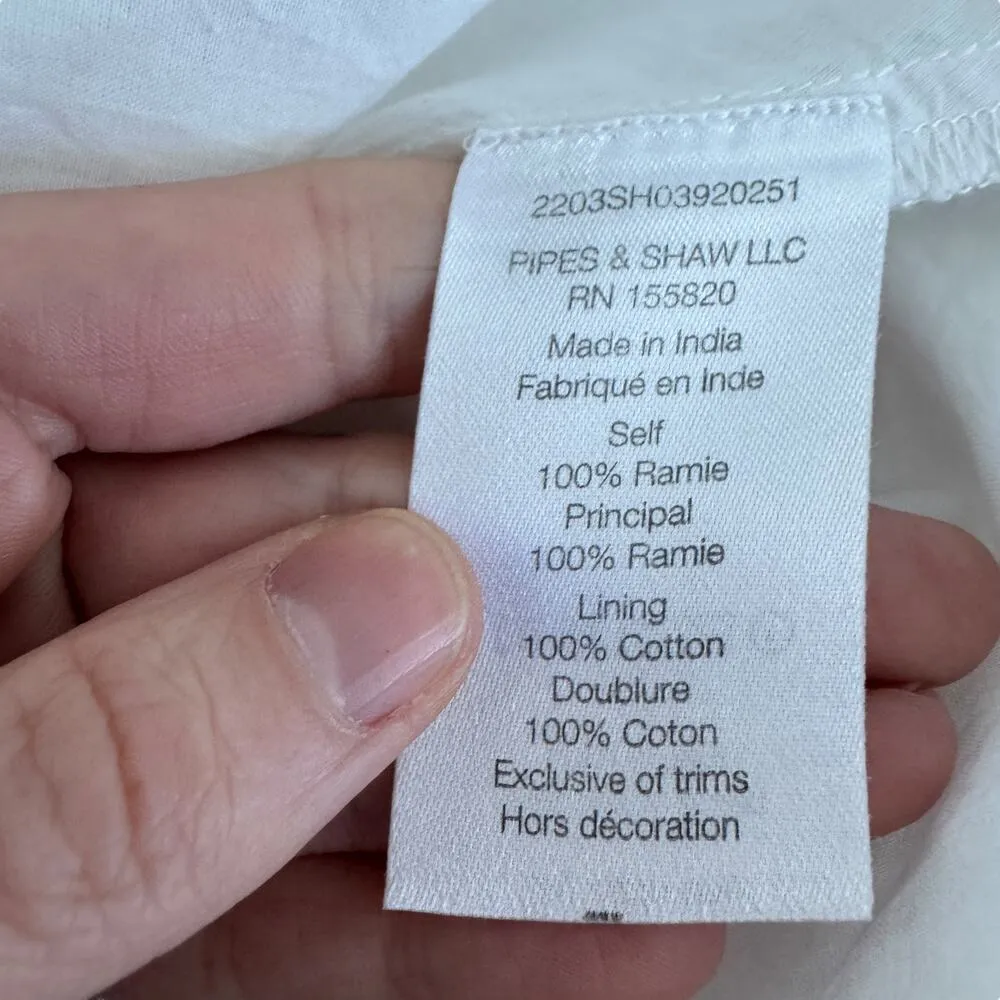 2203SH03920251
PIPES & SHAW LLC
RN 155820
Made in India
Fabriqué en Inde
Self
100% Ramie
Principal
100% Ramie
Lining
100% Cotton
Doublure
100% Coton
Exclusive of trims
Hors décoration